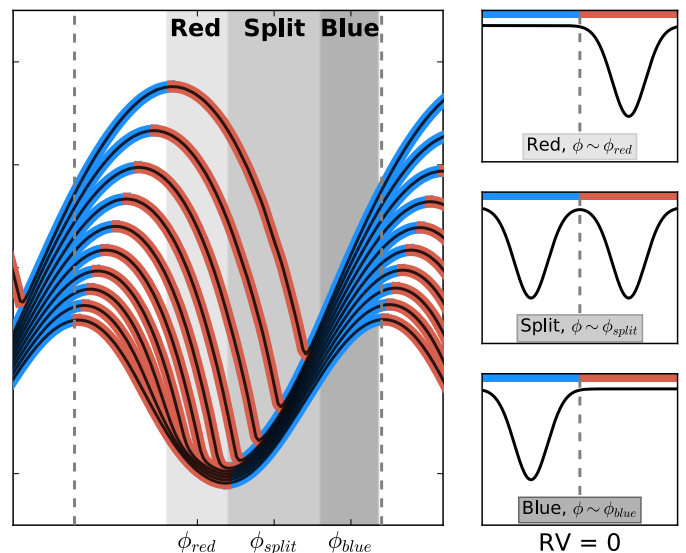 Red Split Blue
ϕ_red ϕ_split ϕ_blue
Red, ϕ ~ ϕ_red
Split, ϕ ~ ϕ_split
Blue, ϕ ~ ϕ_blue
RV = 0